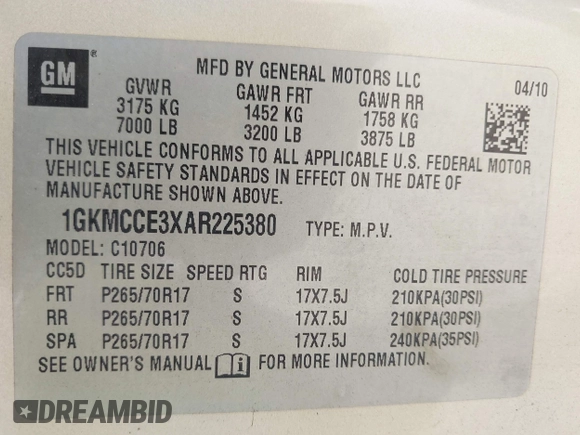 GM
®
MFD BY GENERAL MOTORS LLC
04/10
GVWR GAWR FRT GAWR RR
3175 KG 1452 KG 1758 KG
7000 LB 3200 LB 3875 LB
THIS VEHICLE CONFORMS TO ALL APPLICABLE U.S. FEDERAL MOTOR
VEHICLE SAFETY STANDARDS IN EFFECT ON THE DATE OF
MANUFACTURE SHOWN ABOVE.
1GKMCCE3XAR225380 TYPE: M.P.V.
MODEL: C10706
CC5D TIRE SIZE SPEED RTG RIM COLD TIRE PRESSURE
FRT P265/70R17 S 17X7.5J 210KPA(30PSI)
RR P265/70R17 S 17X7.5J 210KPA(30PSI)
SPA P265/70R17 S 17X7.5J 240KPA(35PSI)
SEE OWNER'S MANUAL i FOR MORE INFORMATION.
DREAMBID